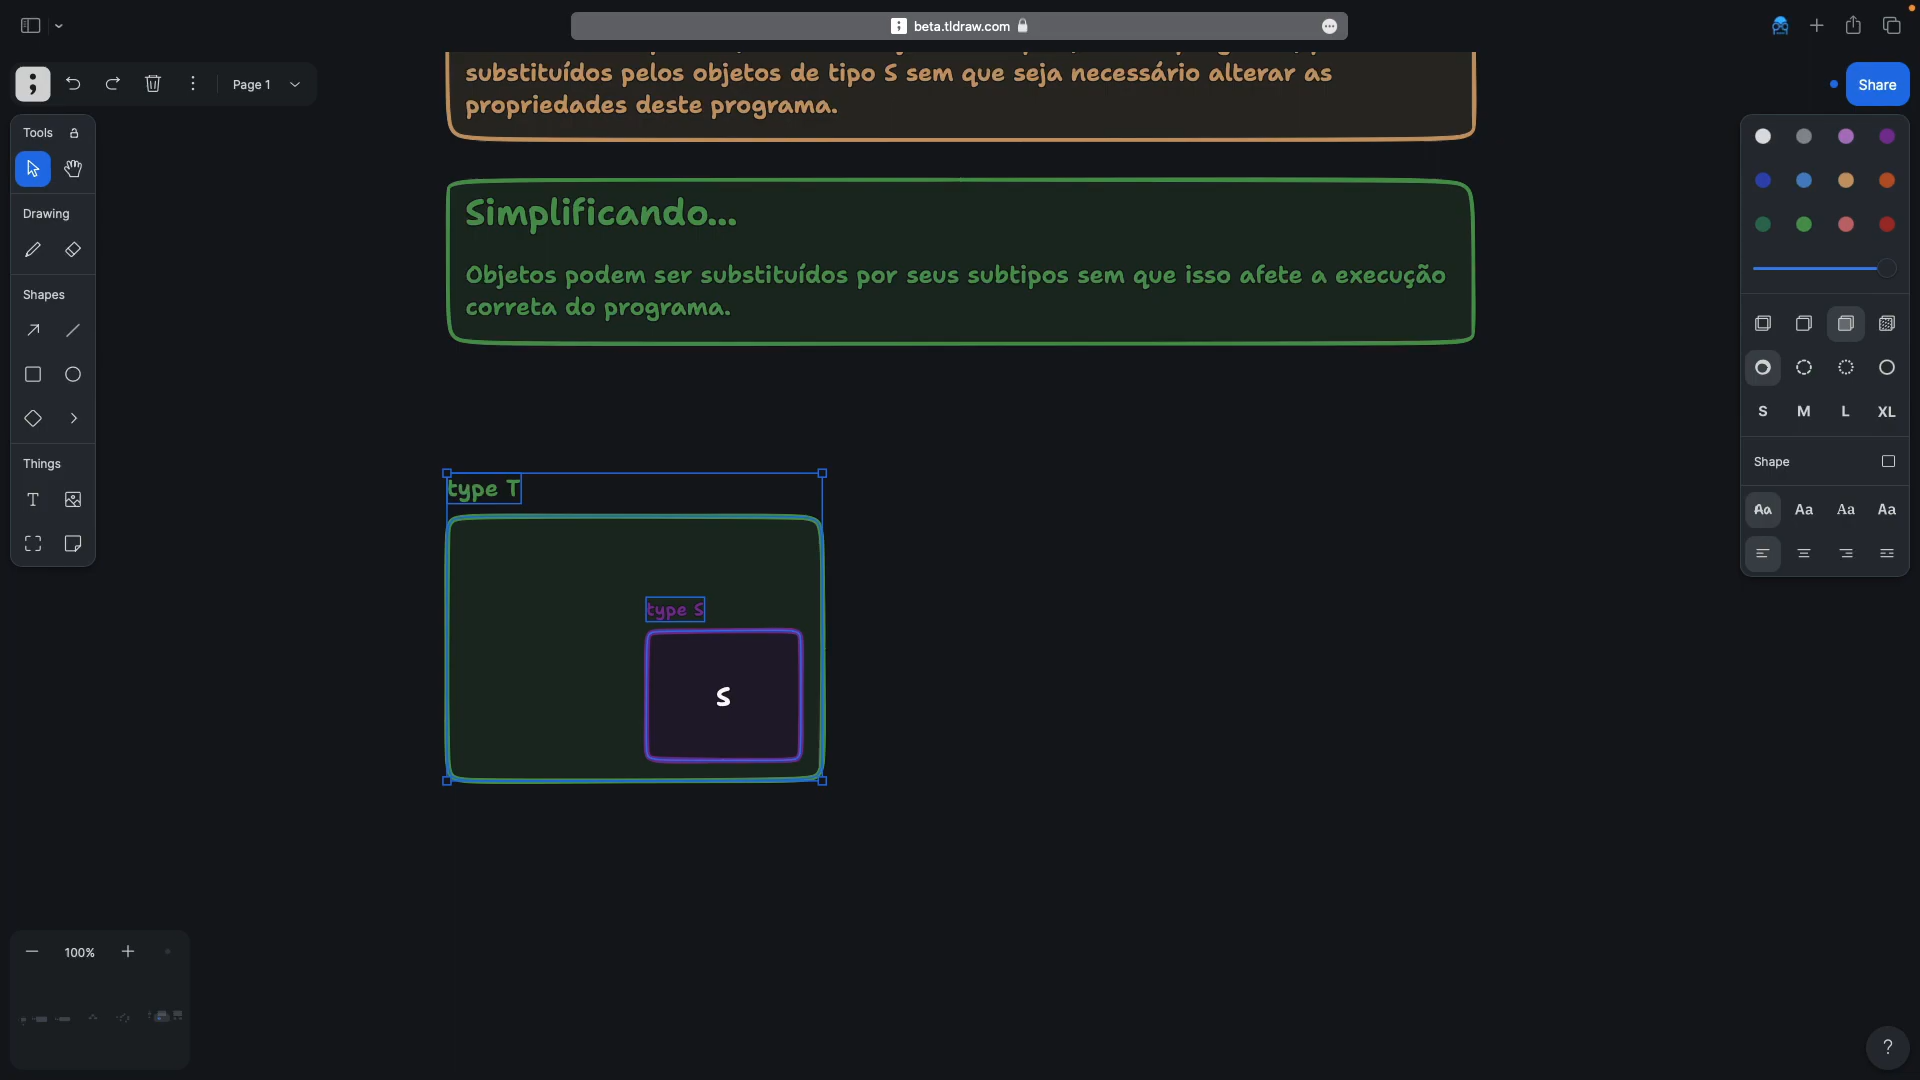 beta.tldraw.com
substituídos pelos objetos de tipo S sem que seja necessário alterar as
propriedades deste programa.
Page 1
Share
Tools
Drawing
Shapes
Things
T
Simplificando...
Objetos podem ser substituídos por seus subtipos sem que isso afete a execução
correta do programa.
type T
type S
S
S M L XL
Shape
Aa Aa Aa Aa
100%
?